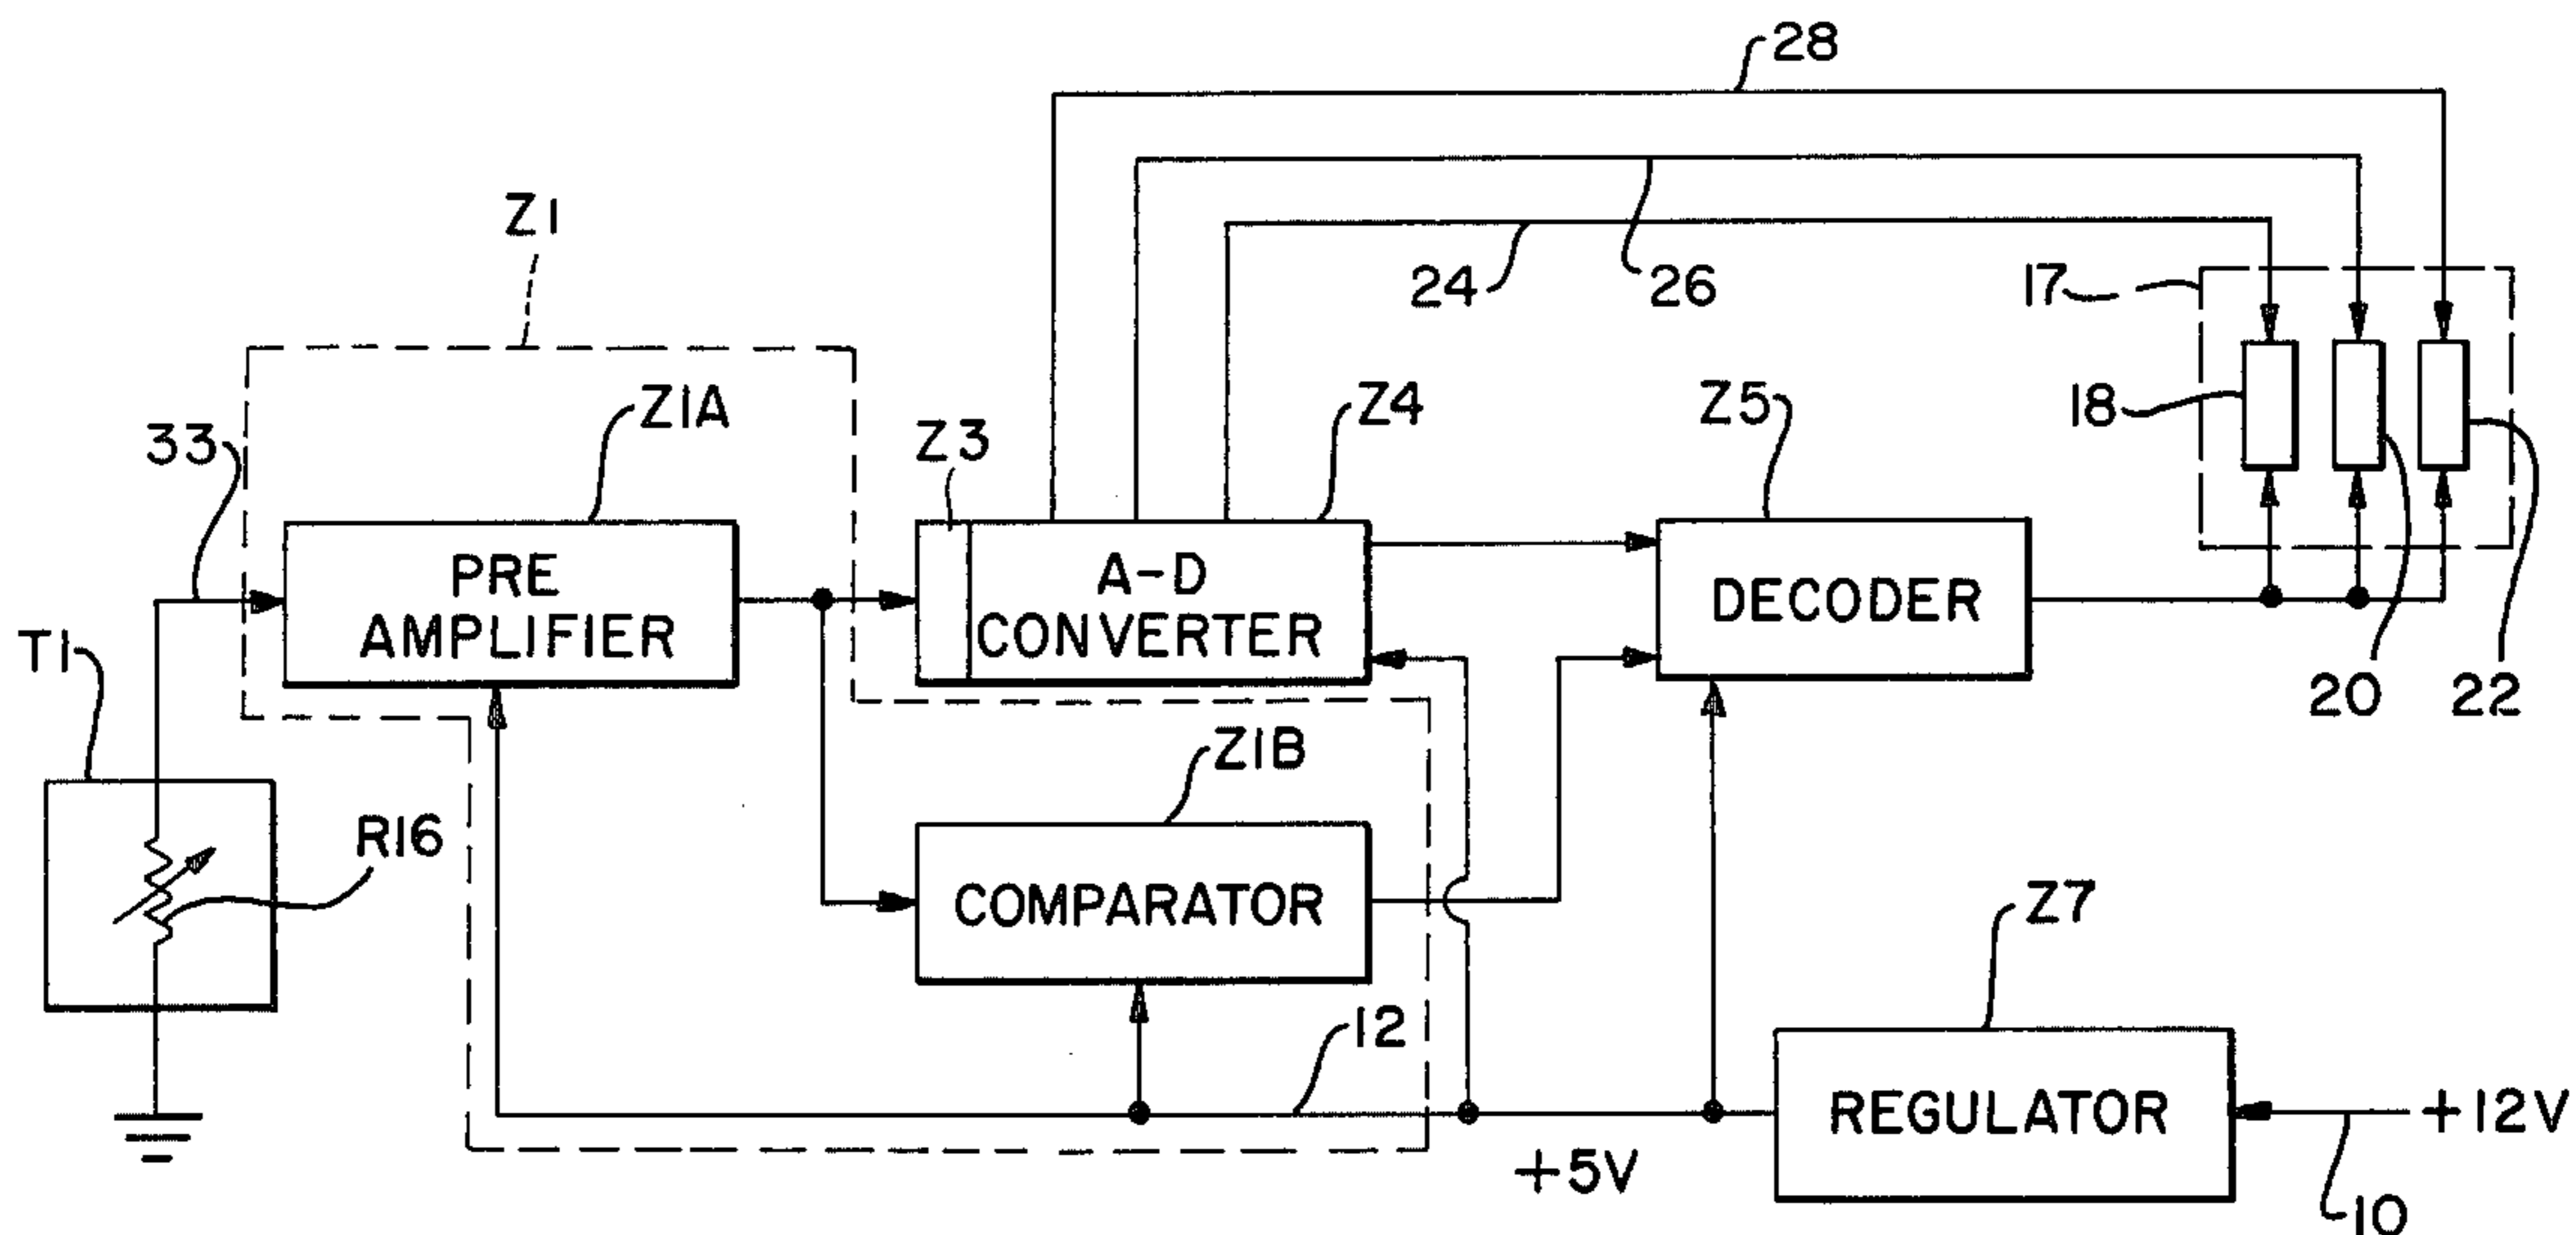 28
Z1
24
26
17
Z1A
Z4
Z5
18
33
Z3
PRE
AMPLIFIER
A-D
CONVERTER
DECODER
T1
20
22
Z1B
R16
COMPARATOR
Z7
12
REGULATOR
+12V
+5V
10